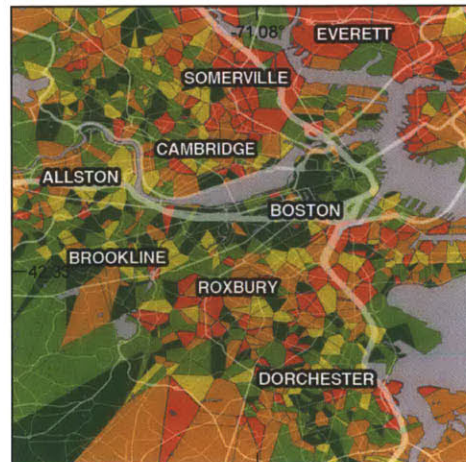 -71.08°
EVERETT
SOMERVILLE
CAMBRIDGE
ALLSTON
BOSTON
BROOKLINE
42.33°
ROXBURY
DORCHESTER